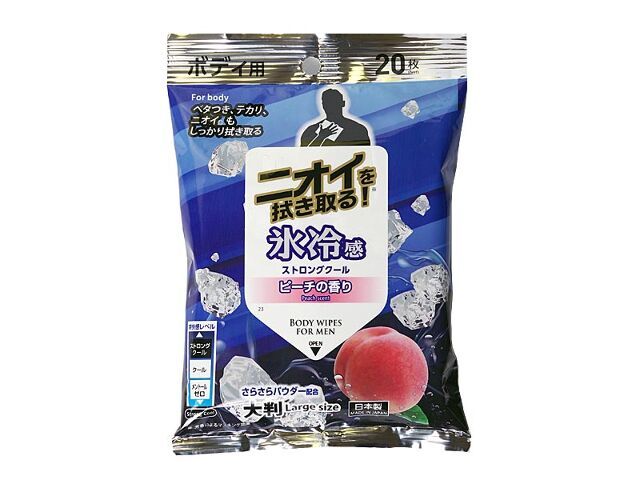 ボディ用
20枚
For body
ベタつき、テカリ、
ニオイ も
しっかり拭き取る
ニオイを
拭き取る!
氷冷感
ストロングクール
ピーチの香り
Peach scent
23
BODY WIPES
FOR MEN
OPEN
ストロング
クール
クール
メントール
ゼロ
さらさらパウダー配合
大判 Large size
日本製
MADE IN JAPAN